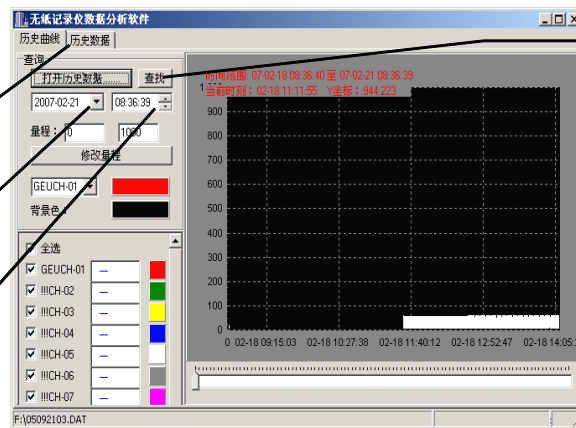 无纸记录仪数据分析软件
历史曲线 历史数据
查询
打开历史数据........ 查找
2007-02-21 08:36:39
量程： 0 1000
修改量程
GEUCH-01
背景色：
全选
GEUCH-01 —
!!!CH-02 —
!!!CH-03 —
!!!CH-04 —
!!!CH-05 —
!!!CH-06 —
!!!CH-07 —
时间范围: 07-02-18 08:36:40 至 07-02-21 08:36:39
当前时刻：02-18 11:11:55 Y坐标：944.223
900
800
700
600
500
400
300
200
100
0
0 02-18 09:15:03 02-18 10:27:38 02-18 11:40:12 02-18 12:52:47 02-18 14:05:
F:\05092103.DAT